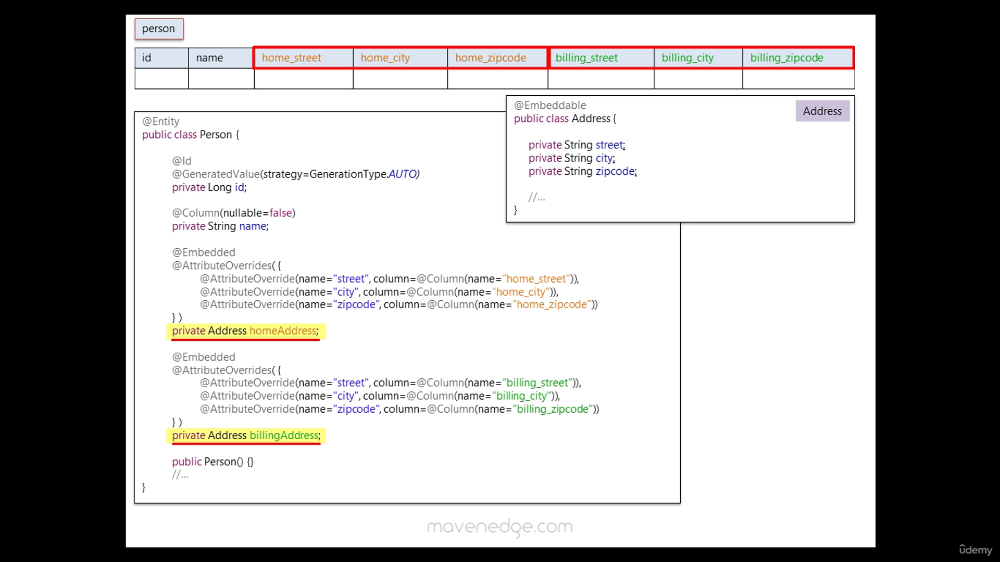 person
id name home_street home_city home_zipcode billing_street billing_city billing_zipcode
@Embeddable
public class Address {
Address
private String street;
private String city;
private String zipcode;
//...
}
@Entity
public class Person {
@Id
@GeneratedValue(strategy=GenerationType.AUTO)
private Long id;
@Column(nullable=false)
private String name;
@Embedded
@AttributeOverrides( {
@AttributeOverride(name="street", column=@Column(name=“home_street")),
@AttributeOverride(name="city", column=@Column(name=“home_city")),
@AttributeOverride(name="zipcode", column=@Column(name=“home_zipcode"))
} )
private Address homeAddress;
@Embedded
@AttributeOverrides( {
@AttributeOverride(name="street", column=@Column(name=“billing_street")),
@AttributeOverride(name="city", column=@Column(name=“billing_city")),
@AttributeOverride(name="zipcode", column=@Column(name=“billing_zipcode"))
} )
private Address billingAddress;
public Person() {}
//...
}
mavenedge.com
ûdemy